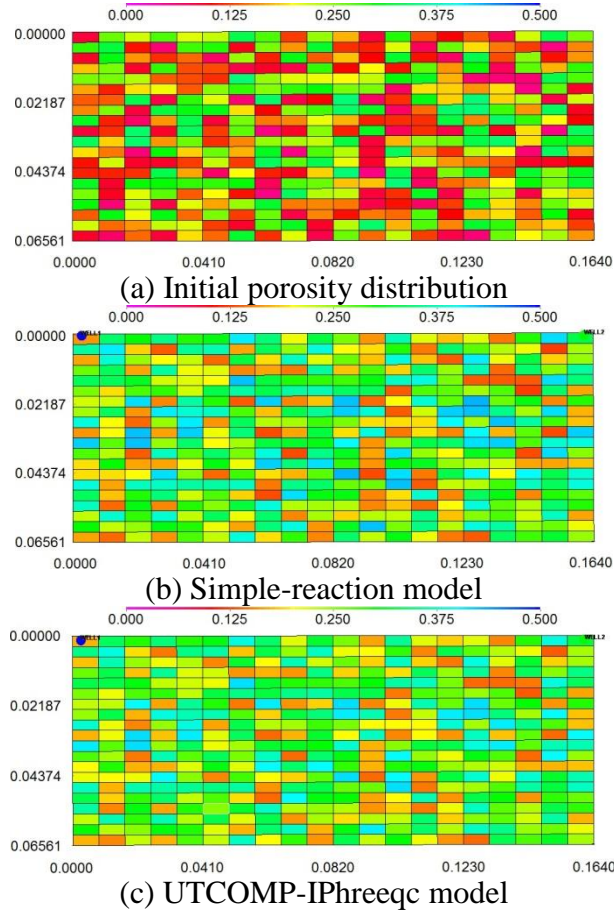 0.000 0.125 0.250 0.375 0.500
0.00000
0.02187
0.04374
0.06561
0.0000 0.0410 0.0820 0.1230 0.1640
(a) Initial porosity distribution
0.000 0.125 0.250 0.375 0.500
0.00000 WELL1 WELL2
0.02187
0.04374
0.06561
0.0000 0.0410 0.0820 0.1230 0.1640
(b) Simple-reaction model
0.000 0.125 0.250 0.375 0.500
0.00000 WELL1 WELL2
0.02187
0.04374
0.06561
0.0000 0.0410 0.0820 0.1230 0.1640
(c) UTCOMP-IPhreeqc model